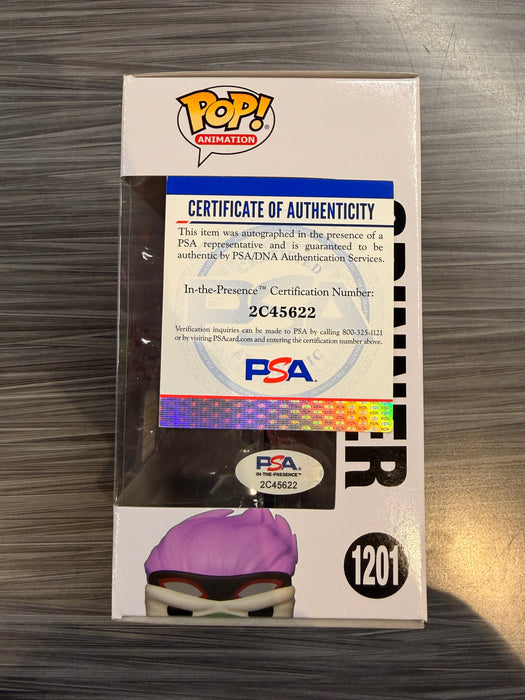 POP!
ANIMATION
CERTIFICATE OF AUTHENTICITY
This item was autographed in the presence of a
PSA representative and is guaranteed to be
authentic by PSA/DNA Authentication Services.
In-the-Presence™ Certification Number:
2C45622
Verification inquiries can be made to PSA by calling 800-325-1121
or by visiting PSAcard.com and entering the certification number above.
PSA
PSA
IN-THE-PRESENCE™
2C45622
1201